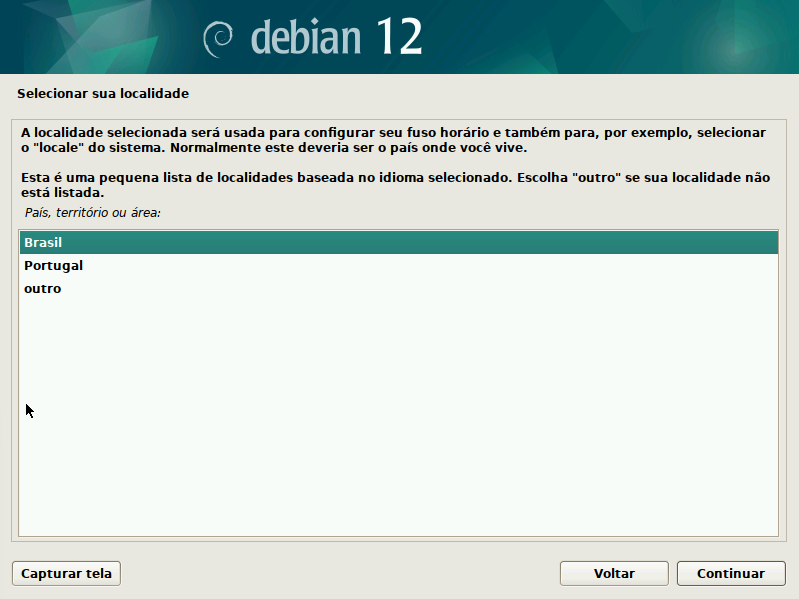 debian 12
Selecionar sua localidade
A localidade selecionada será usada para configurar seu fuso horário e também para, por exemplo, selecionar
o "locale" do sistema. Normalmente este deveria ser o país onde você vive.
Esta é uma pequena lista de localidades baseada no idioma selecionado. Escolha "outro" se sua localidade não
está listada.
País, território ou área:
Brasil
Portugal
outro
Capturar tela
Voltar
Continuar